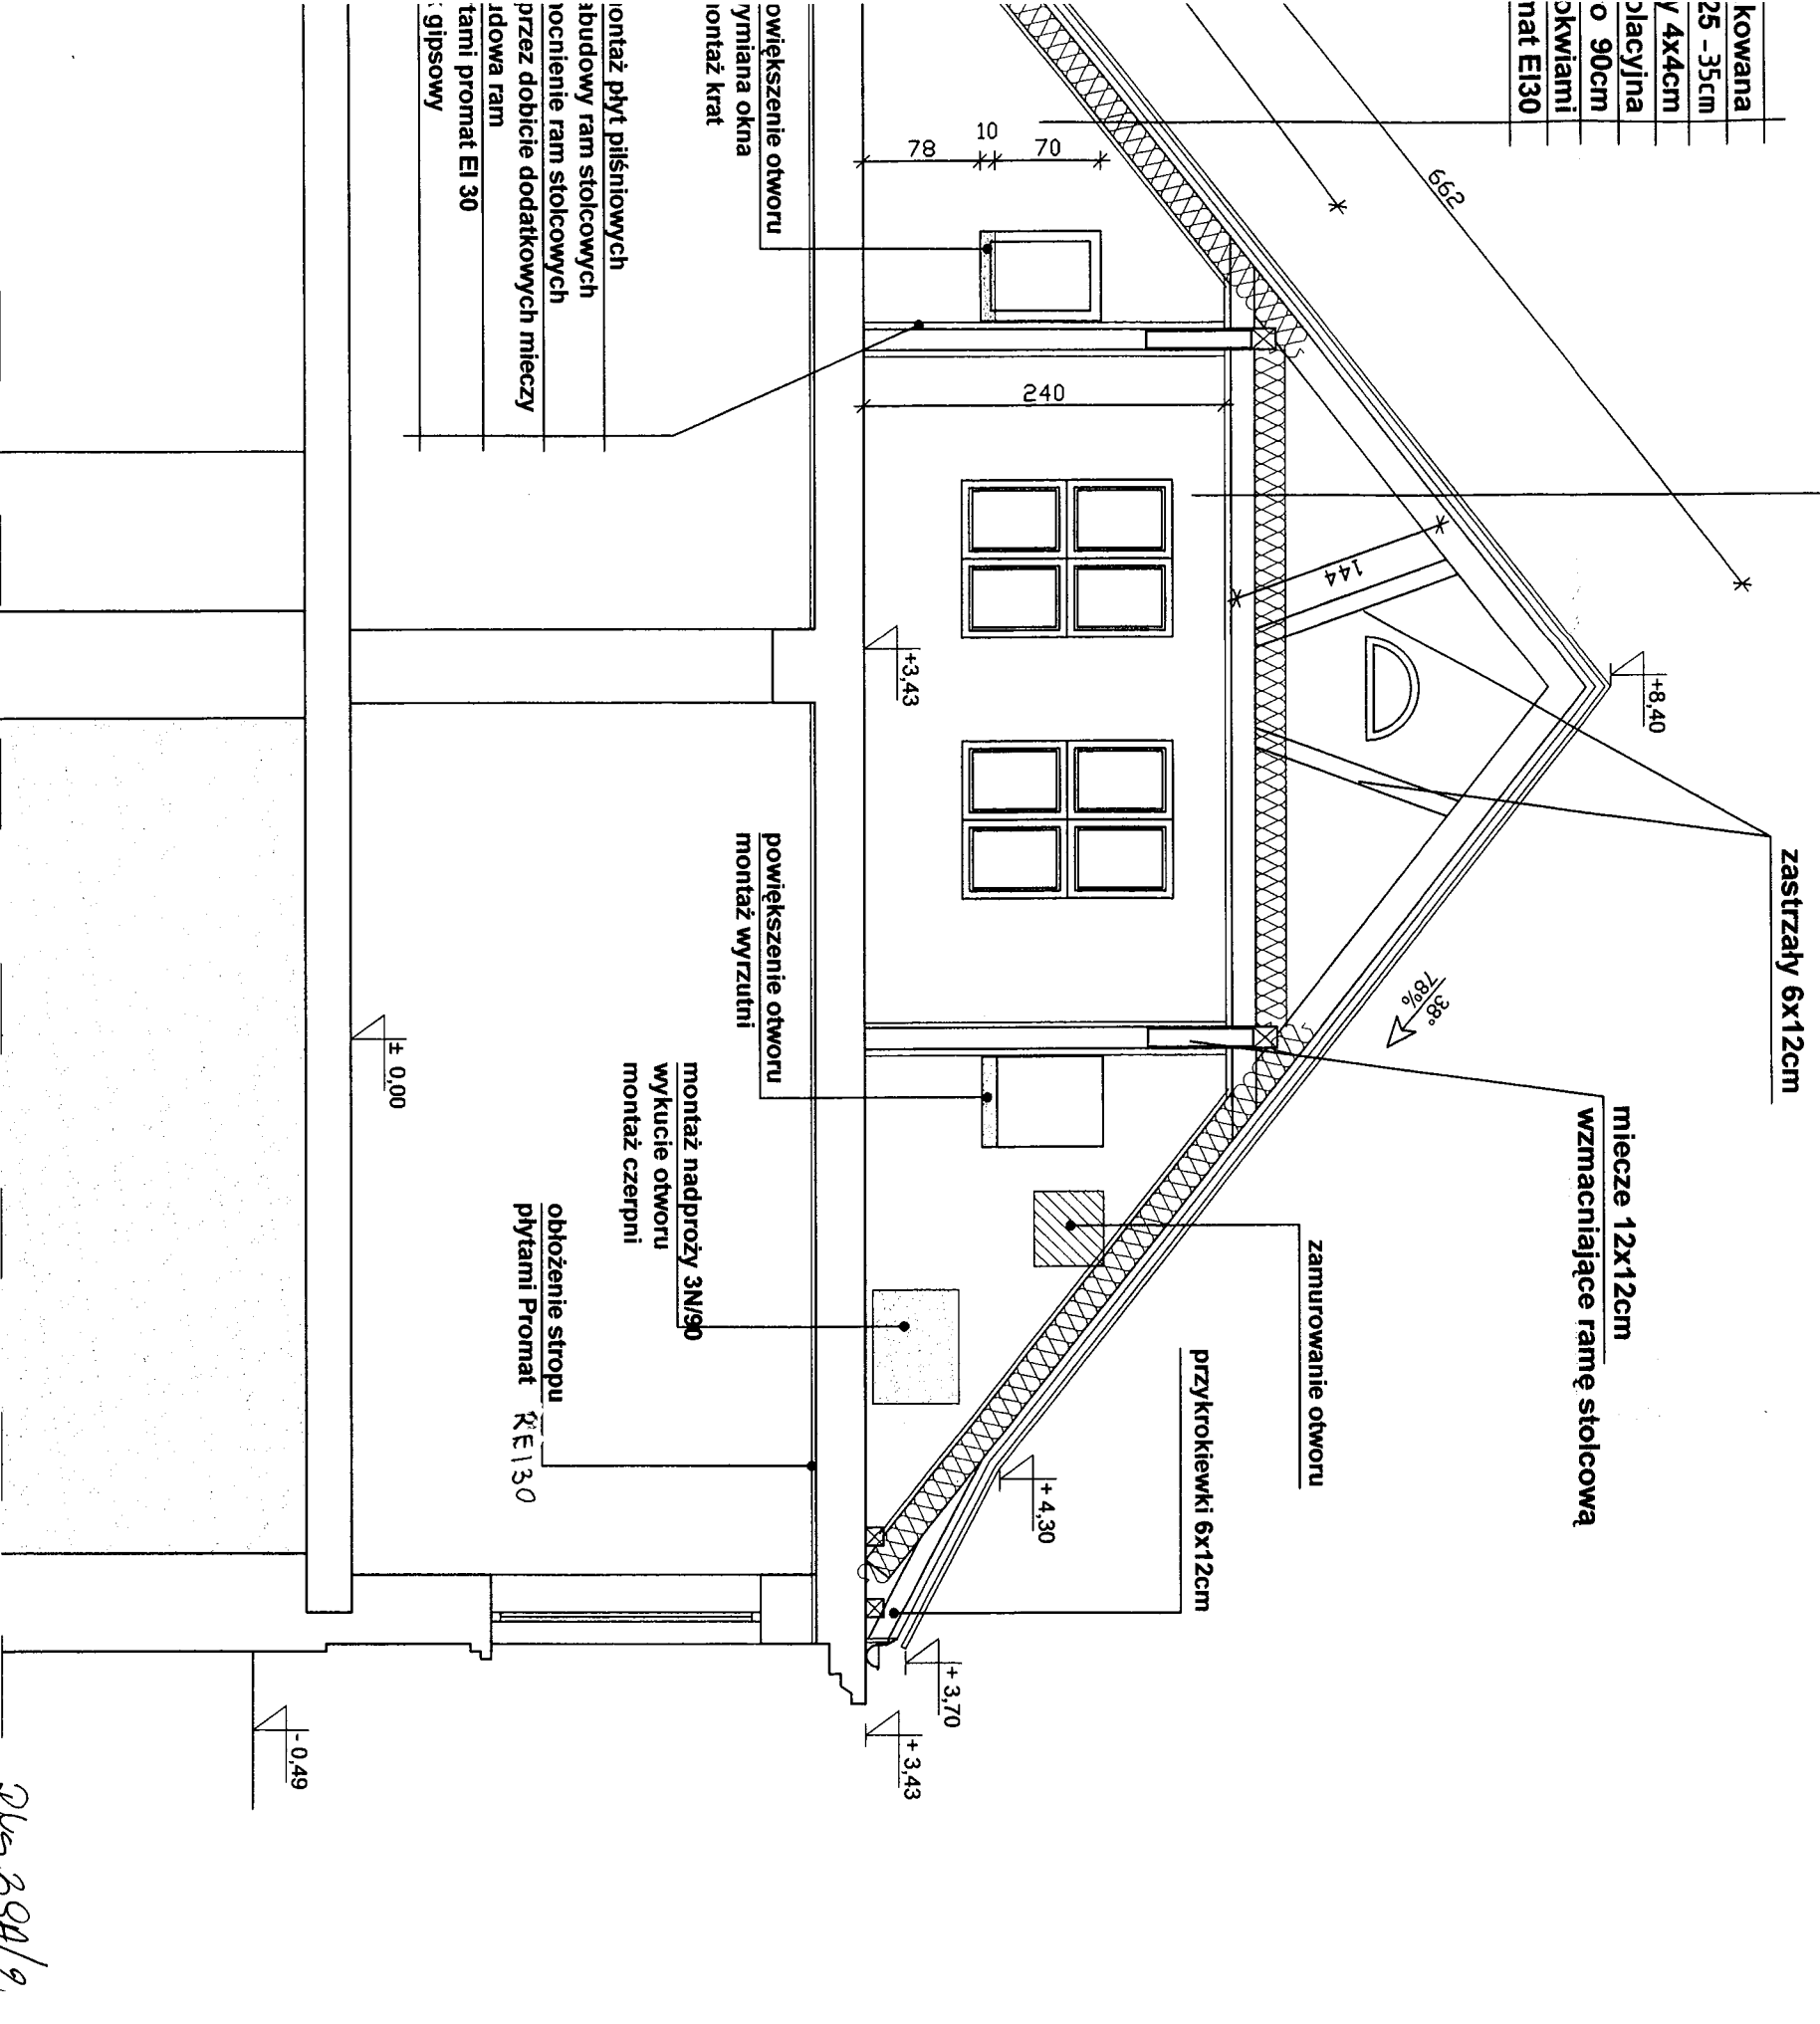 kowana
25 - 35cm
y 4x4cm
olacyjna
o 90cm
okwiami
mat EI30
662
zastrzały 6x12cm
+8,40
144
38°
78%
miecze 12x12cm
wzmacniające ramę stolcową
zamurowanie otworu
przykrokiewki 6x12cm
+ 4,30
+ 3,70
+ 3,43
78
10
70
240
+3,43
owiększenie otworu
ymiana okna
ontaż krat
ontaż płyt pilśniowych
abudowy ram stolcowych
nocnienie ram stolcowych
przez dobicie dodatkowych mieczy
udowa ram
tami promat EI 30
gipsowy
powiększenie otworu
montaż wyrzutni
montaż nadproży 3N/90
wykucie otworu
montaż czerpni
obłożenie stropu
płytami Promat REI30
± 0,00
- 0,49